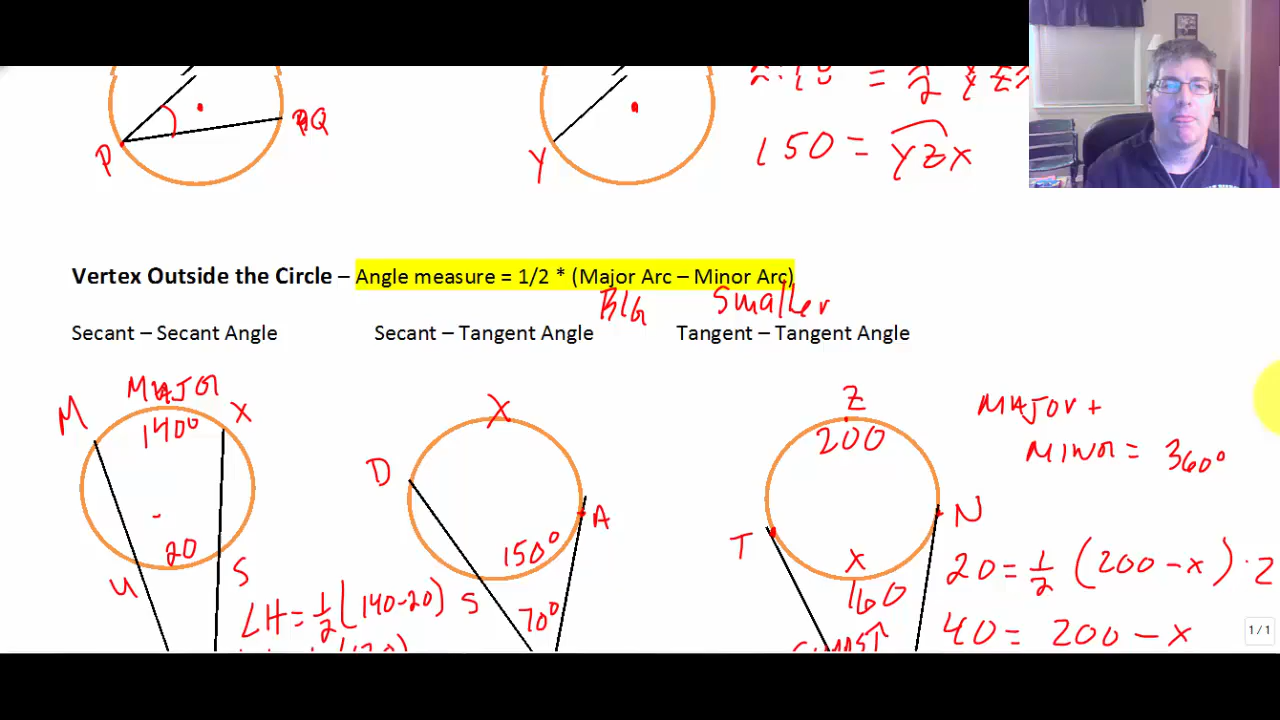 P
Q
Y
150 = YZX
Vertex Outside the Circle – Angle measure = 1/2 * (Major Arc – Minor Arc)
BIG
Smaller
Secant – Secant Angle
Secant – Tangent Angle
Tangent – Tangent Angle
MAJOR
M
140°
X
20
U
S
∠H = 1/2 (140-20)
X
D
A
150°
S
70°
Z
200
T
N
X
160
MAJOR +
MINOR = 360°
20 = 1/2 (200 - x) · 2
40 = 200 - x
1 / 1